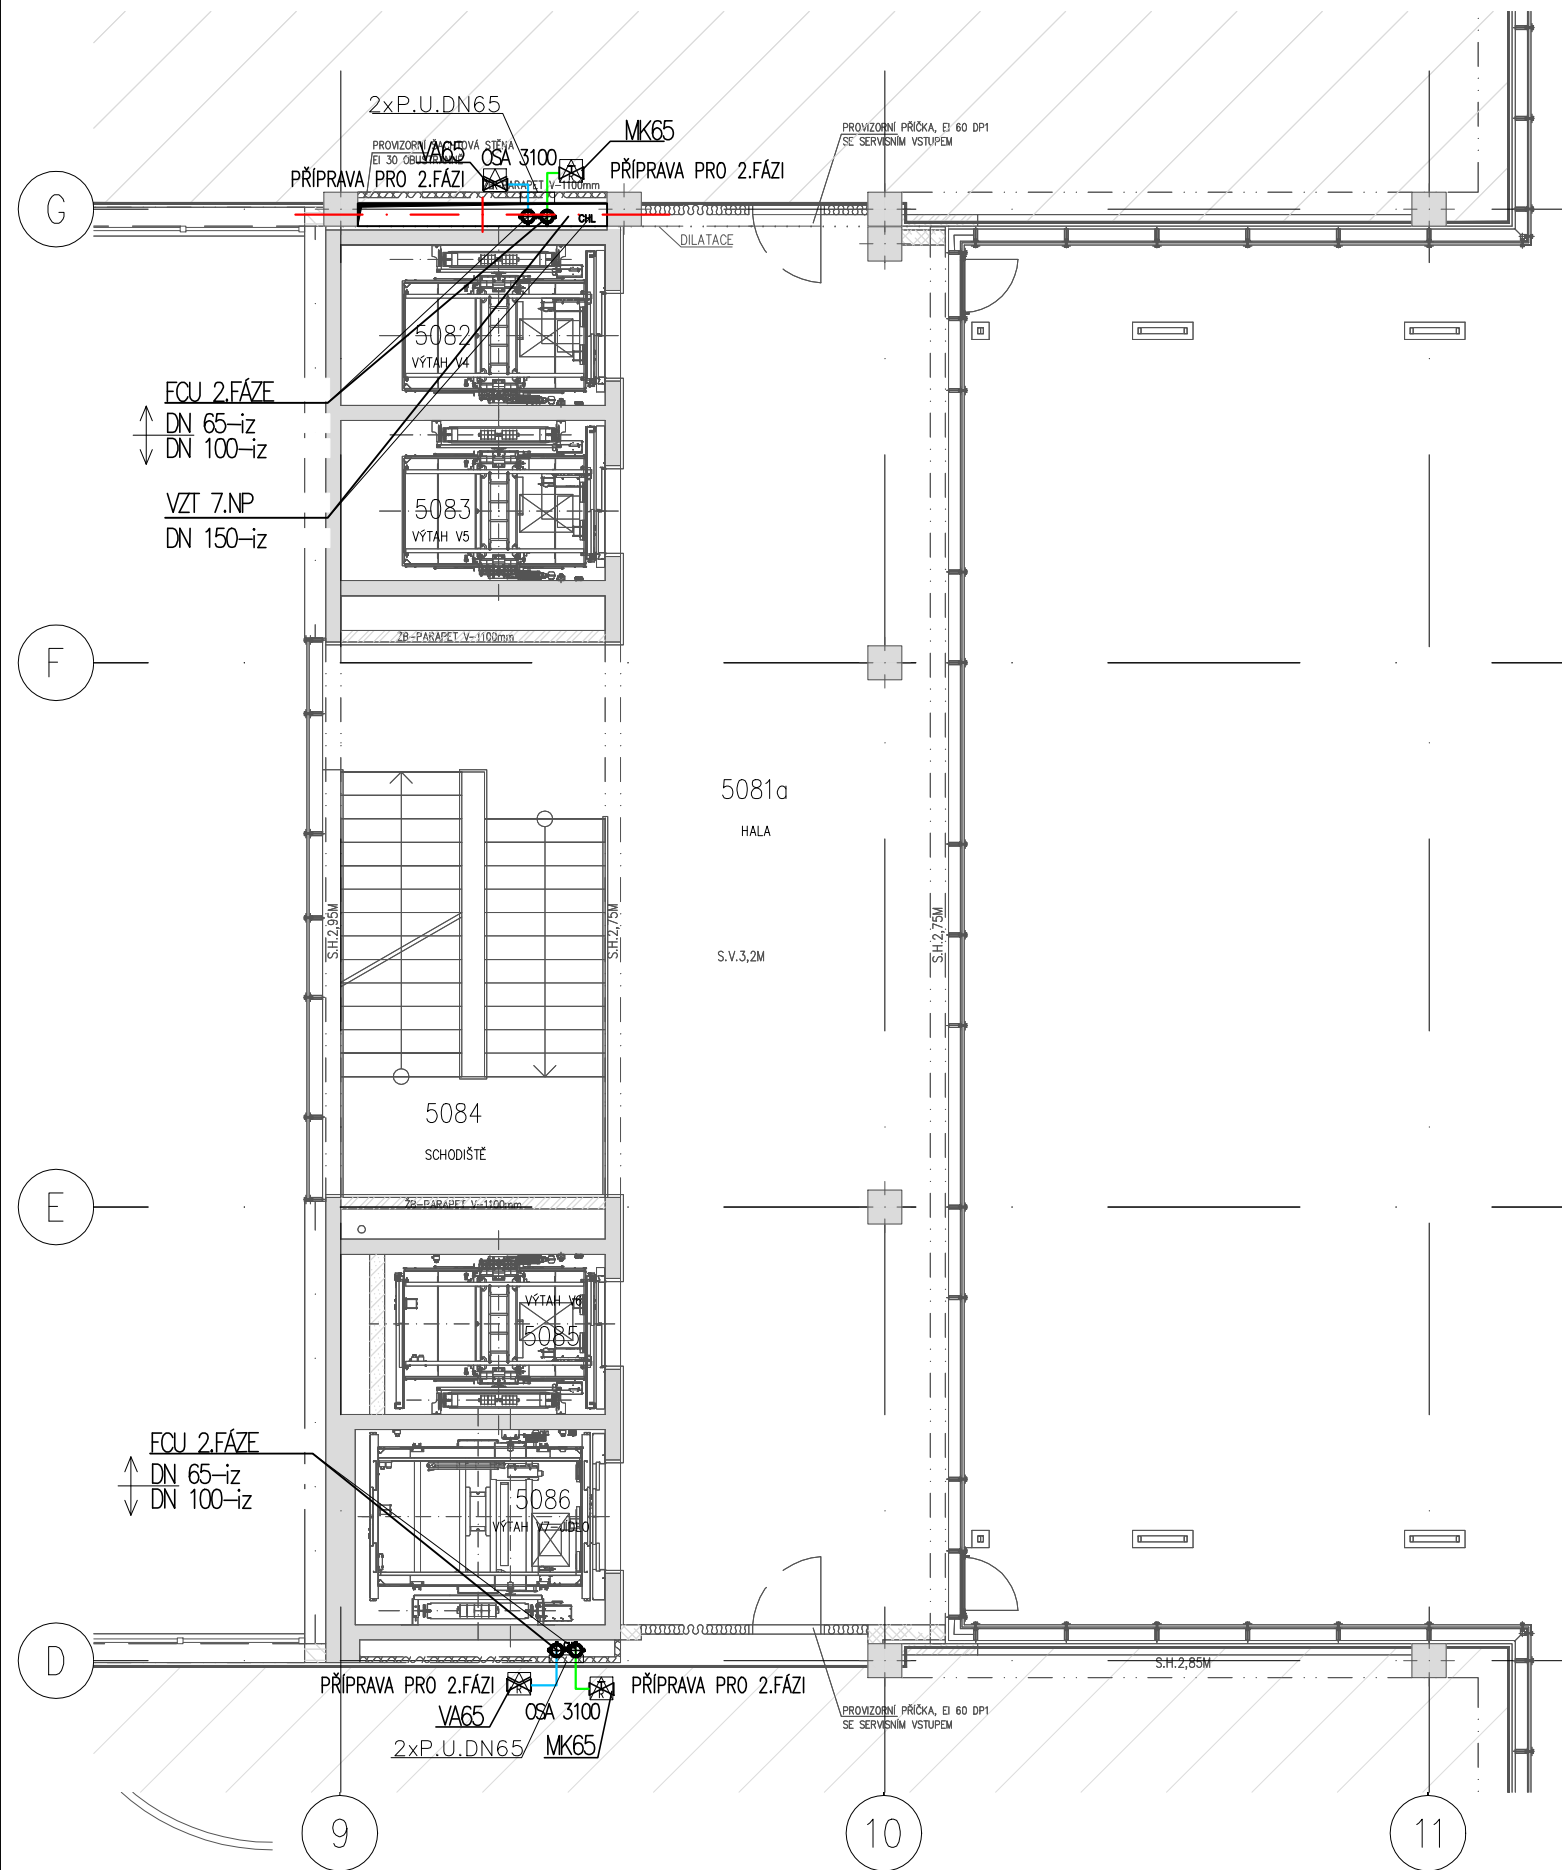 2xP.U.DN65
MK65
PROVIZORNÍ PŘÍČKA, EI 60 DP1
SE SERVISNÍM VSTUPEM
PROVIZORNÍ ŠACHTOVÁ STĚNA
EI 30 OBUSTRANNĚ
VA65
OSA 3100
PŘÍPRAVA PRO 2.FÁZI
PŘÍPRAVA PRO 2.FÁZI
PARAPET V-1100mm
G
CHL
DILATACE
5082
VÝTAH V4
FCU 2.FÁZE
DN 65-iz
DN 100-iz
VZT 7.NP
DN 150-iz
5083
VÝTAH V5
ŽB-PARAPET V-1100mm
F
5081a
HALA
S.H.2,95M
S.H.2,75M
S.H.2,75M
S.V.3,2M
5084
SCHODIŠTĚ
ŽB-PARAPET V-1100mm
E
VÝTAH V6
5085
FCU 2.FÁZE
DN 65-iz
DN 100-iz
5086
VÝTAH V7-JÍDLO
D
S.H.2,85M
PŘÍPRAVA PRO 2.FÁZI
PŘÍPRAVA PRO 2.FÁZI
VA65
OSA 3100
2xP.U.DN65
MK65
PROVIZORNÍ PŘÍČKA, EI 60 DP1
SE SERVISNÍM VSTUPEM
9
10
11